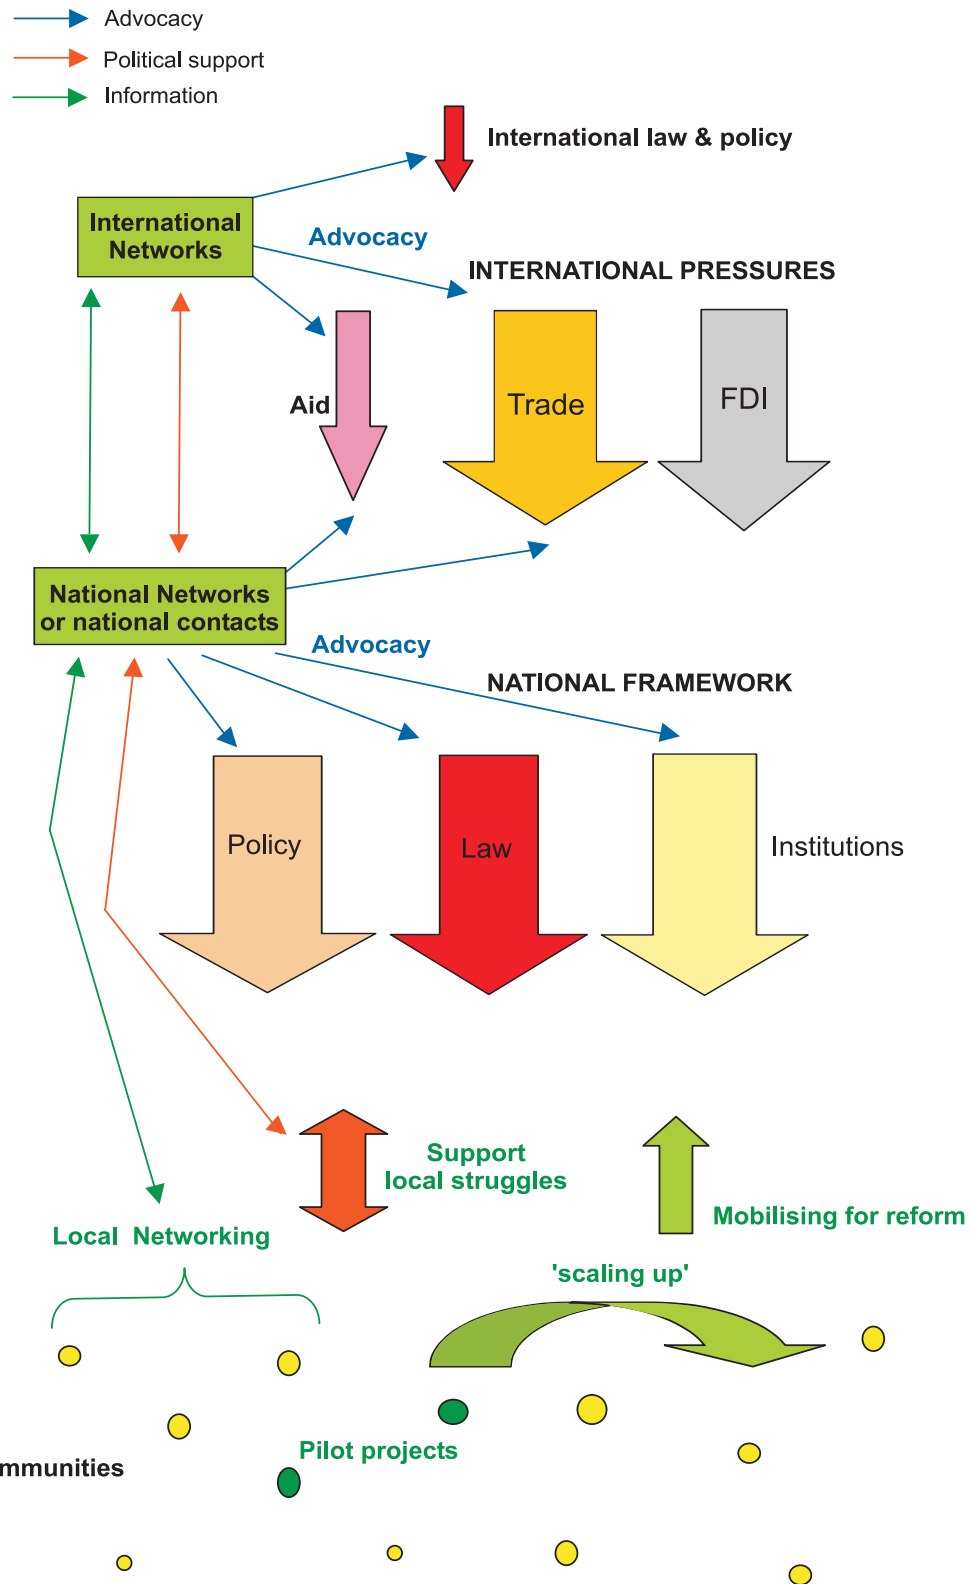 Advocacy
Political support
Information
International law & policy
International
Networks
Advocacy
INTERNATIONAL PRESSURES
Aid
Trade
FDI
National Networks
or national contacts
Advocacy
NATIONAL FRAMEWORK
Policy
Law
Institutions
Support
local struggles
Mobilising for reform
Local Networking
'scaling up'
Pilot projects
mmunities